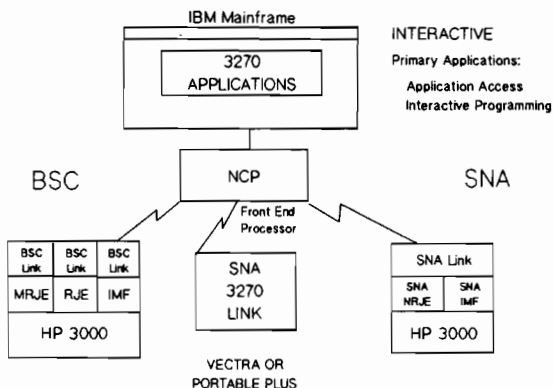 IBM Mainframe
3270
APPLICATIONS
INTERACTIVE
Primary Applications:
Application Access
Interactive Programming
BSC
NCP
SNA
Front End
Processor
BSC Link
BSC Link
BSC Link
MRJE
RJE
IMF
HP 3000
SNA
3270
LINK
VECTRA OR
PORTABLE PLUS
SNA Link
SNA NRJE
SNA IMF
HP 3000